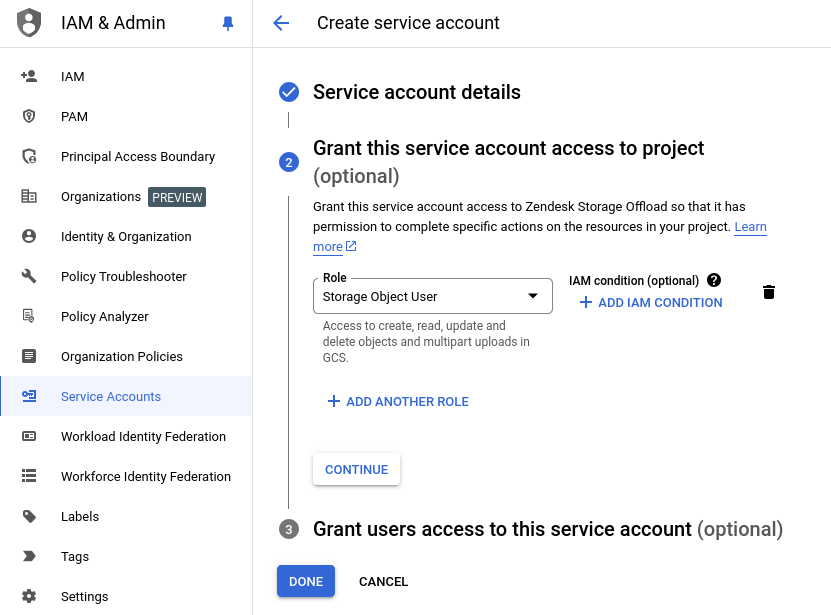 IAM & Admin
IAM
PAM
Principal Access Boundary
Organizations PREVIEW
Identity & Organization
Policy Troubleshooter
Policy Analyzer
Organization Policies
Service Accounts
Workload Identity Federation
Workforce Identity Federation
Labels
Tags
Settings
Create service account
Service account details
2
Grant this service account access to project
(optional)
Grant this service account access to Zendesk Storage Offload so that it has
permission to complete specific actions on the resources in your project. Learn
more
Role
Storage Object User
Access to create, read, update and
delete objects and multipart uploads in
GCS.
IAM condition (optional) ?
+ ADD IAM CONDITION
+ ADD ANOTHER ROLE
CONTINUE
3 Grant users access to this service account (optional)
DONE CANCEL